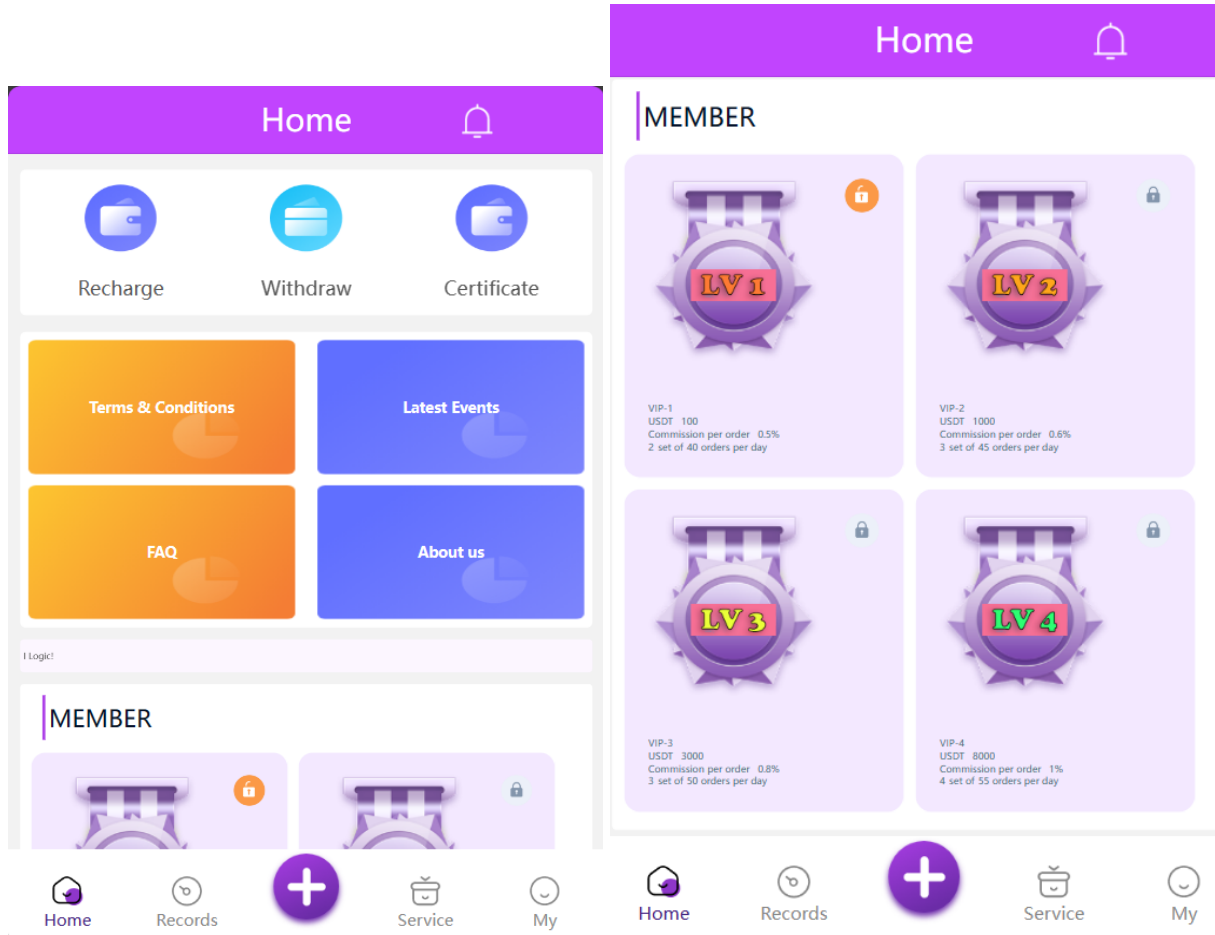 Home
Recharge
Withdraw
Certificate
Terms & Conditions
Latest Events
FAQ
About us
I Logic!
MEMBER
Home
Records
Service
My
Home
MEMBER
LV 1
VIP-1
USDT 100
Commission per order 0.5%
2 set of 40 orders per day
LV 2
VIP-2
USDT 1000
Commission per order 0.6%
3 set of 45 orders per day
LV 3
VIP-3
USDT 3000
Commission per order 0.8%
3 set of 50 orders per day
LV 4
VIP-4
USDT 8000
Commission per order 1%
4 set of 55 orders per day
Home
Records
Service
My